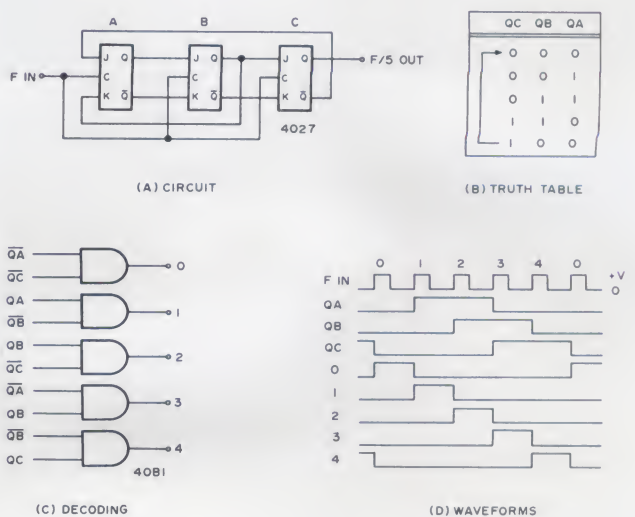 A B C
J Q J Q J Q
F/5 OUT
F IN
C C C
K Q̅ K Q̅ K Q̅
4027
(A) CIRCUIT
QC QB QA
0 0 0
0 0 1
0 1 1
1 1 0
1 0 0
(B) TRUTH TABLE
Q̅A̅
Q̅C̅
0
QA
Q̅B̅
1
QB
Q̅C̅
2
Q̅A̅
QB
3
Q̅B̅
QC
4
4081
(C) DECODING
0 1 2 3 4 0
F IN
+V
0
QA
QB
QC
0
1
2
3
4
(D) WAVEFORMS